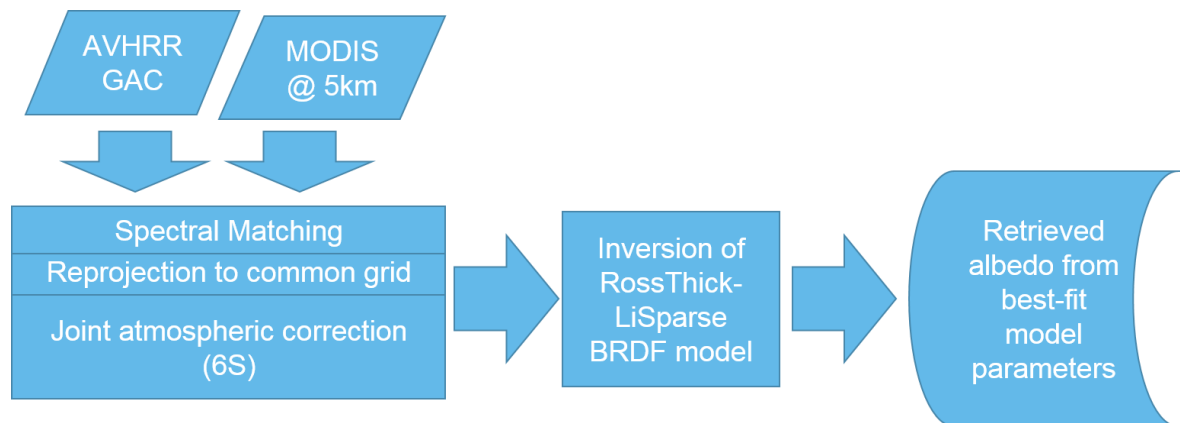 AVHRR
GAC
MODIS
@ 5km
Spectral Matching
Reprojection to common grid
Joint atmospheric correction
(6S)
Inversion of
RossThick-
LiSparse
BRDF model
Retrieved
albedo from
best-fit
model
parameters